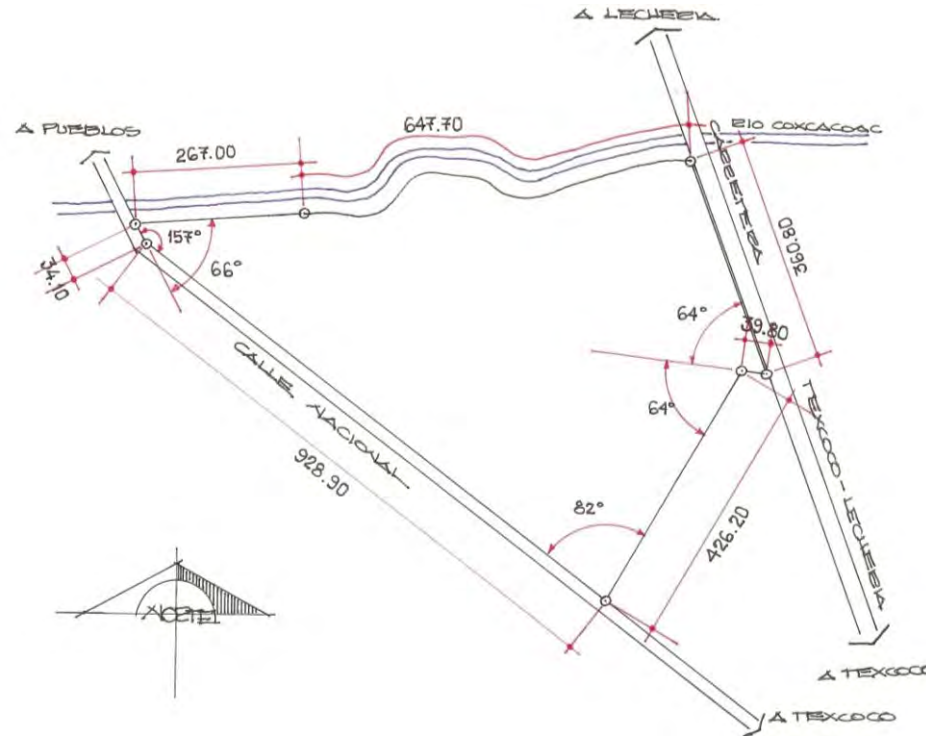 A LECHERIA.
A PUEBLOS
647.70
RIO COXCACOAC
267.00
CARRETERA
157°
34.10
66°
360.80
64°
39.80
CALLE NACIONAL
64°
TEXCOCO - LECHERIA
928.90
82°
426.20
NORTE
A TEXCOCO
A TEXCOCO